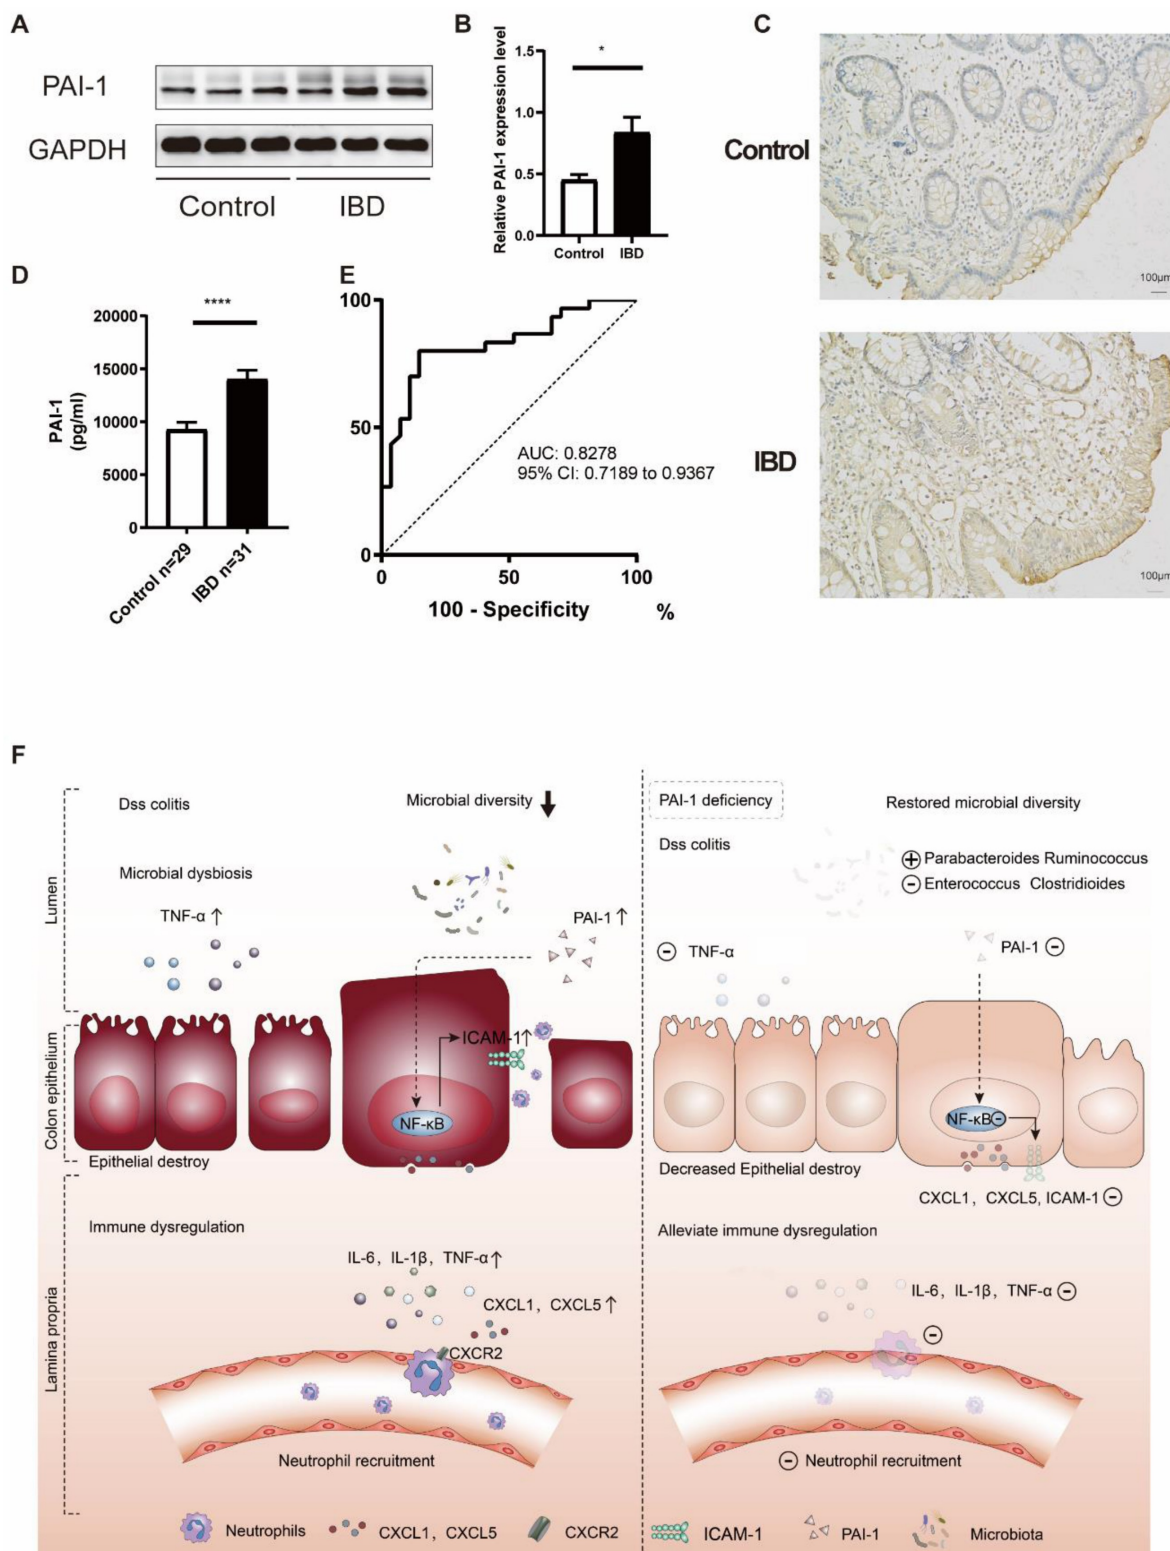 A
PAI-1
GAPDH
Control
IBD
B
Relative PAI-1 expression level
1.5
1.0
0.5
0.0
*
Control
IBD
C
Control
100μm
IBD
100μm
D
****
PAI-1
(pg/ml)
20000
15000
10000
5000
0
Control n=29
IBD n=31
E
100
50
0
AUC: 0.8278
95% CI: 0.7189 to 0.9367
0
50
100
100 - Specificity
%
F
Lumen
Colon epithelium
Lamina propria
Dss colitis
Microbial diversity
Microbial dysbiosis
TNF-α ↑
PAI-1 ↑
ICAM-1↑
NF-κB
Epithelial destroy
Immune dysregulation
IL-6, IL-1β, TNF-α↑
CXCL1, CXCL5 ↑
CXCR2
Neutrophil recruitment
PAI-1 deficiency
Restored microbial diversity
Dss colitis
⊕ Parabacteroides Ruminococcus
⊖ Enterococcus Clostridioides
⊖ TNF-α
PAI-1 ⊖
NF-κB⊖
Decreased Epithelial destroy
CXCL1, CXCL5, ICAM-1 ⊖
Alleviate immune dysregulation
IL-6, IL-1β, TNF-α ⊖
⊖
⊖ Neutrophil recruitment
Neutrophils
CXCL1, CXCL5
CXCR2
ICAM-1
PAI-1
Microbiota